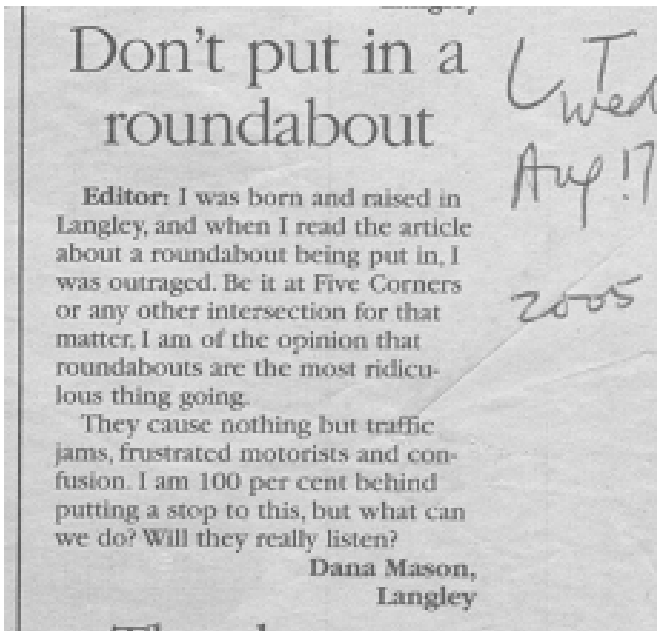 Langley
Don't put in a
roundabout
Editor: I was born and raised in
Langley, and when I read the article
about a roundabout being put in, I
was outraged. Be it at Five Corners
or any other intersection for that
matter, I am of the opinion that
roundabouts are the most ridicu-
lous thing going.
They cause nothing but traffic
jams, frustrated motorists and con-
fusion. I am 100 per cent behind
putting a stop to this, but what can
we do? Will they really listen?
Dana Mason,
Langley
L T
Wed
Aug 17
2005